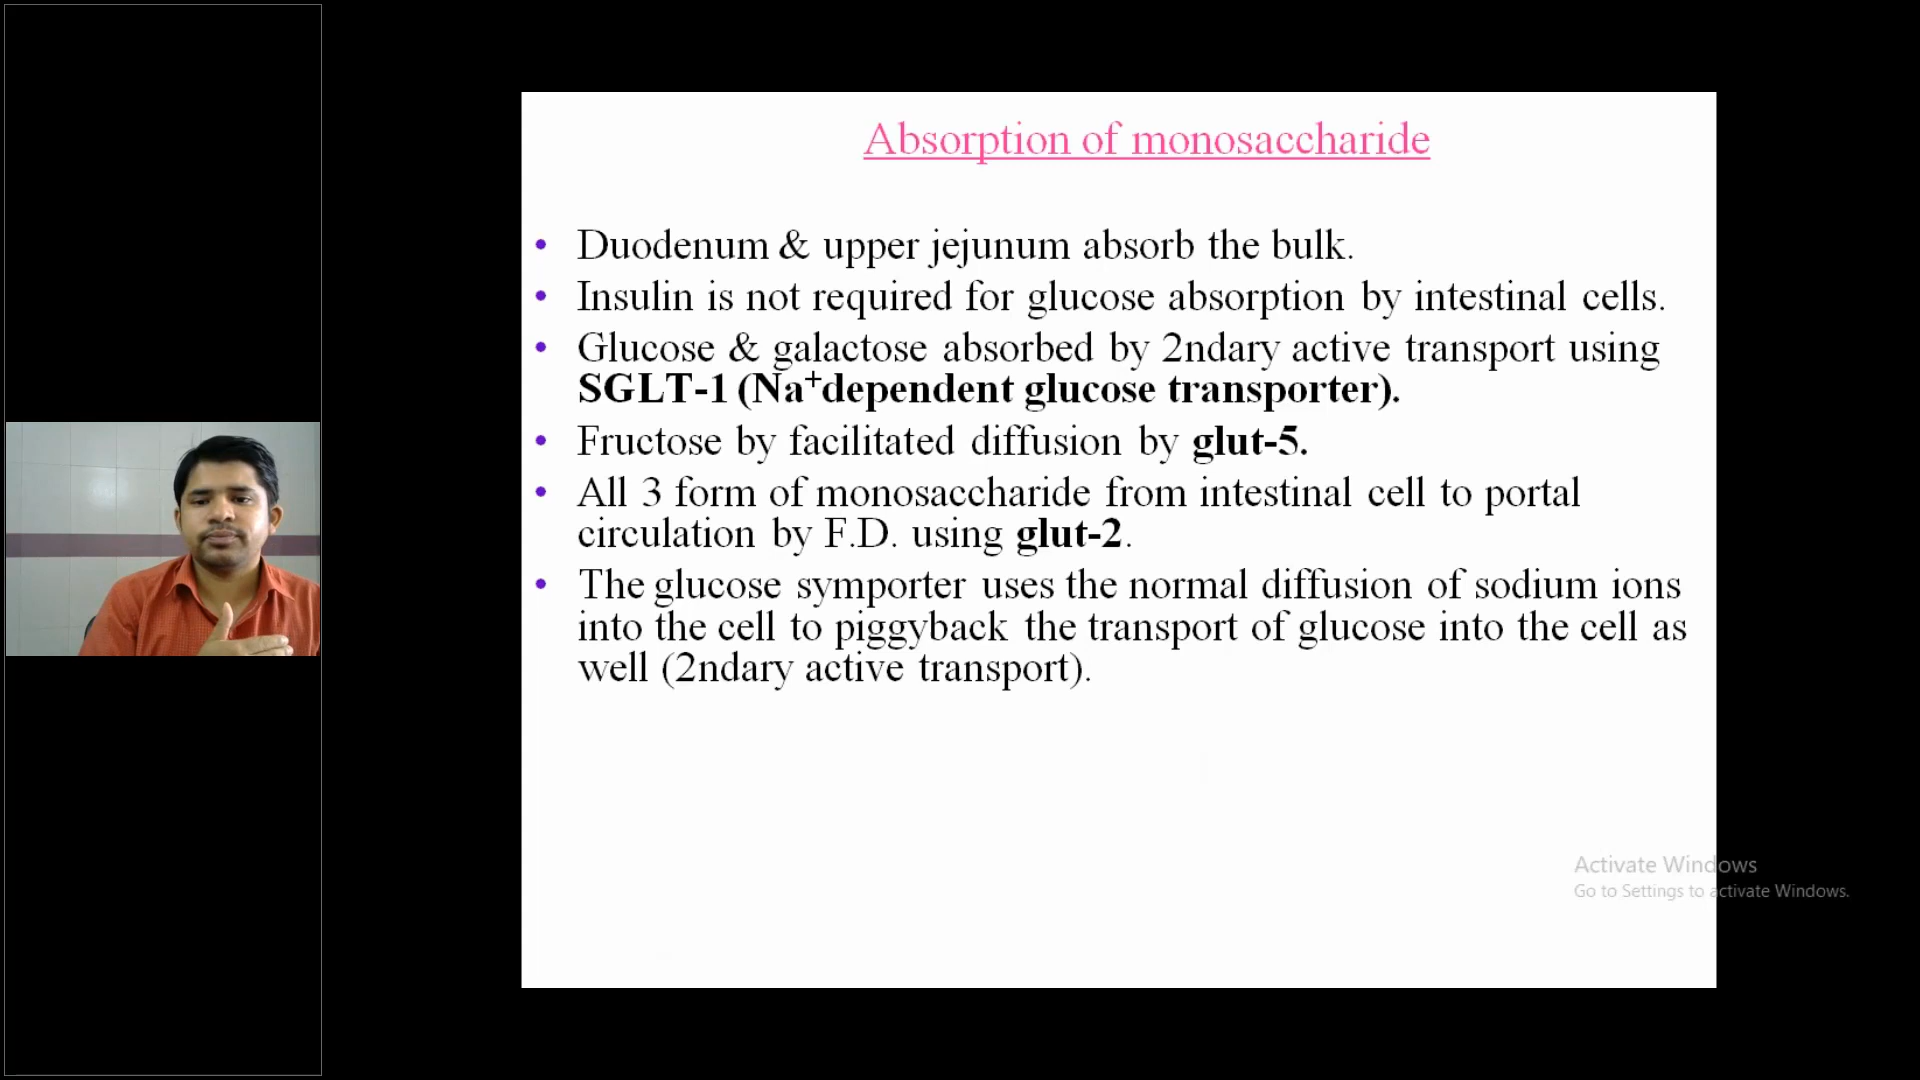 Absorption of monosaccharide
• Duodenum & upper jejunum absorb the bulk.
• Insulin is not required for glucose absorption by intestinal cells.
• Glucose & galactose absorbed by 2ndary active transport using
SGLT-1 (Na⁺dependent glucose transporter).
• Fructose by facilitated diffusion by glut-5.
• All 3 form of monosaccharide from intestinal cell to portal
circulation by F.D. using glut-2.
• The glucose symporter uses the normal diffusion of sodium ions
into the cell to piggyback the transport of glucose into the cell as
well (2ndary active transport).
Activate Windows
Go to Settings to activate Windows.